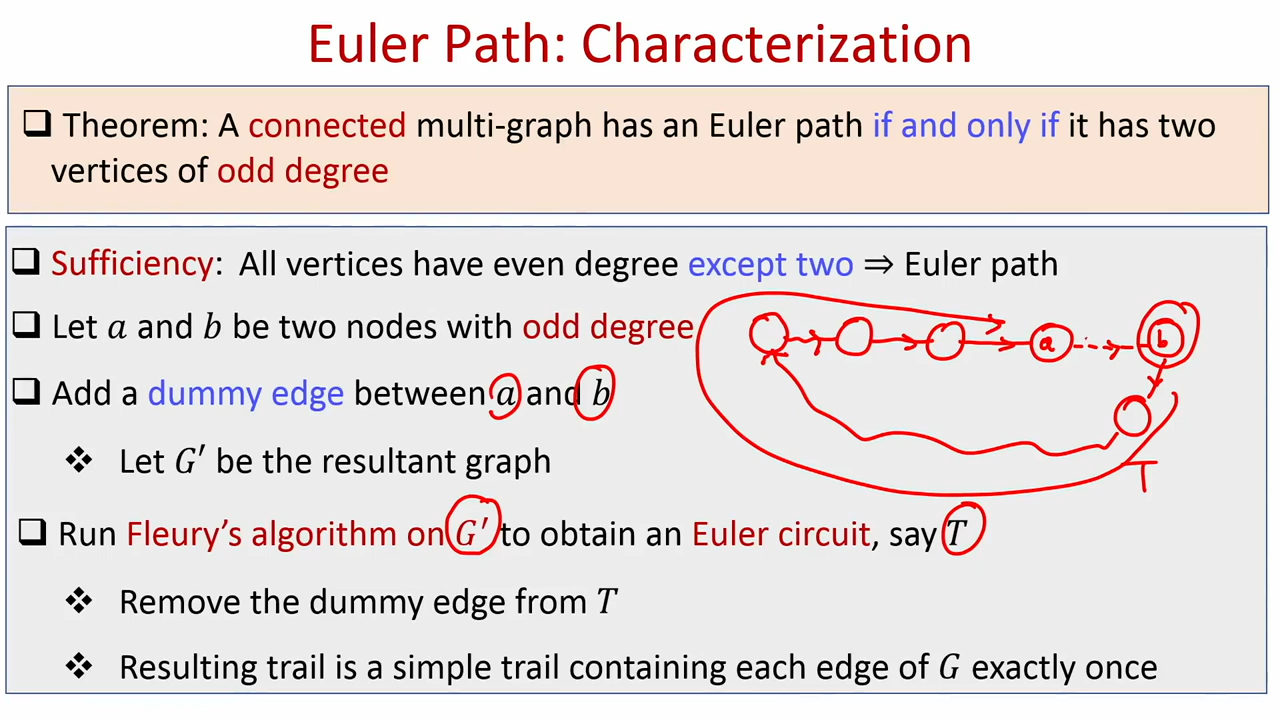 Euler Path: Characterization
❑ Theorem: A connected multi-graph has an Euler path if and only if it has two
vertices of odd degree
❑ Sufficiency: All vertices have even degree except two ⇒ Euler path
❑ Let a and b be two nodes with odd degree
❑ Add a dummy edge between a and b
❖ Let G′ be the resultant graph
❑ Run Fleury’s algorithm on G′ to obtain an Euler circuit, say T
❖ Remove the dummy edge from T
❖ Resulting trail is a simple trail containing each edge of G exactly once
a b
T